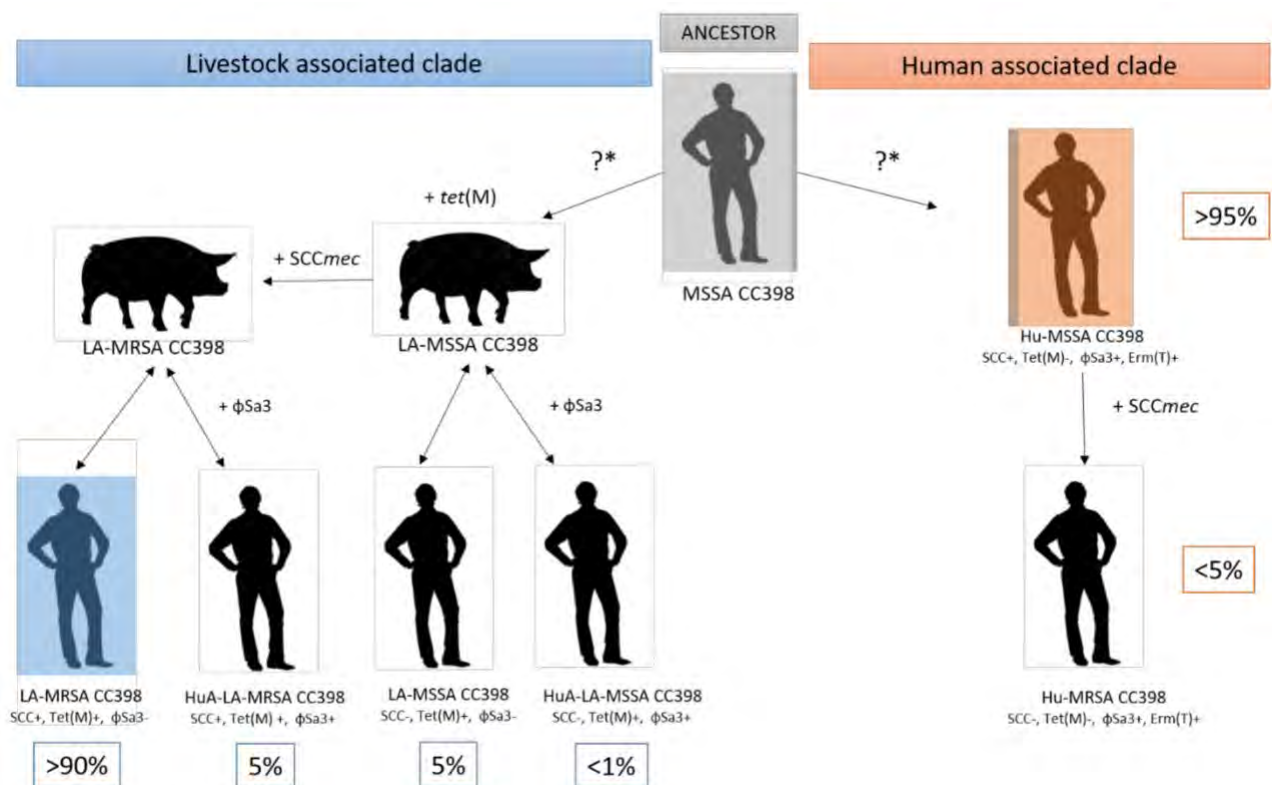 ANCESTOR
Livestock associated clade
Human associated clade
?*
?*
+ tet(M)
>95%
+ SCCmec
MSSA CC398
LA-MRSA CC398
LA-MSSA CC398
Hu-MSSA CC398
SCC+, Tet(M)-, ϕSa3+, Erm(T)+
+ ϕSa3
+ ϕSa3
+ SCCmec
<5%
LA-MRSA CC398
SCC+, Tet(M)+, ϕSa3-
HuA-LA-MRSA CC398
SCC+, Tet(M) +, ϕSa3+
LA-MSSA CC398
SCC-, Tet(M)+, ϕSa3-
HuA-LA-MSSA CC398
SCC-, Tet(M)+, ϕSa3+
Hu-MRSA CC398
SCC-, Tet(M)-, ϕSa3+, Erm(T)+
>90%
5%
5%
<1%